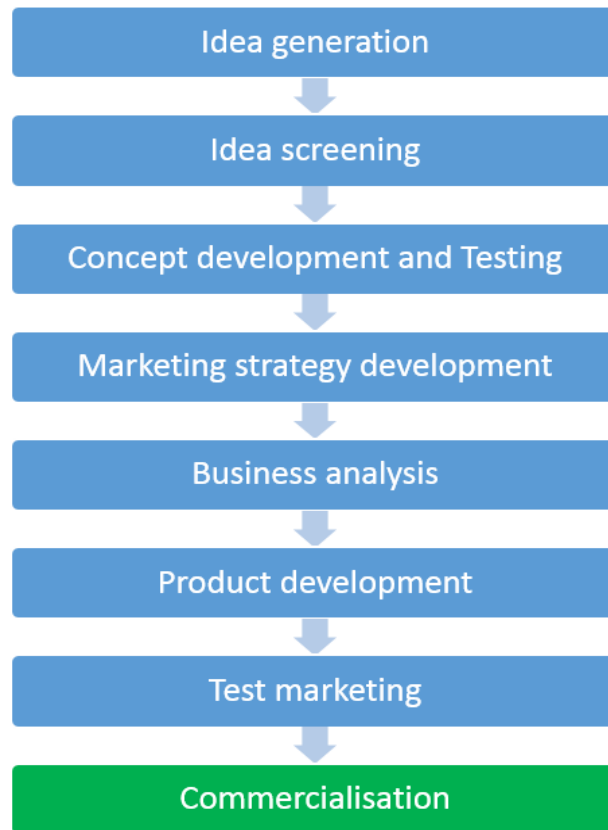 Idea generation
Idea screening
Concept development and Testing
Marketing strategy development
Business analysis
Product development
Test marketing
Commercialisation